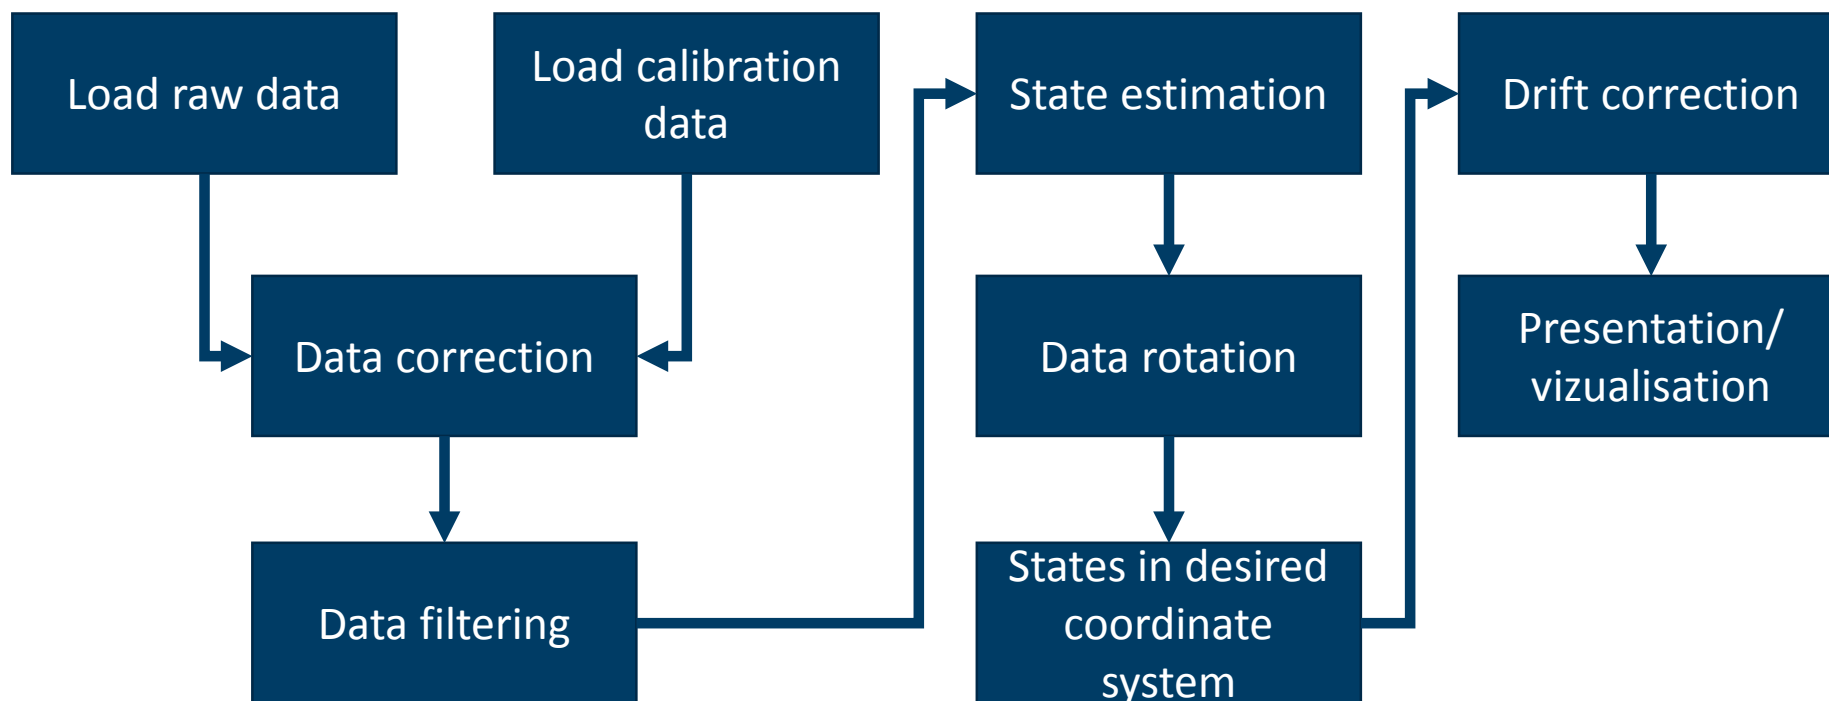 Load raw data
Load calibration
data
Data correction
Data filtering
State estimation
Data rotation
States in desired
coordinate
system
Drift correction
Presentation/
vizualisation